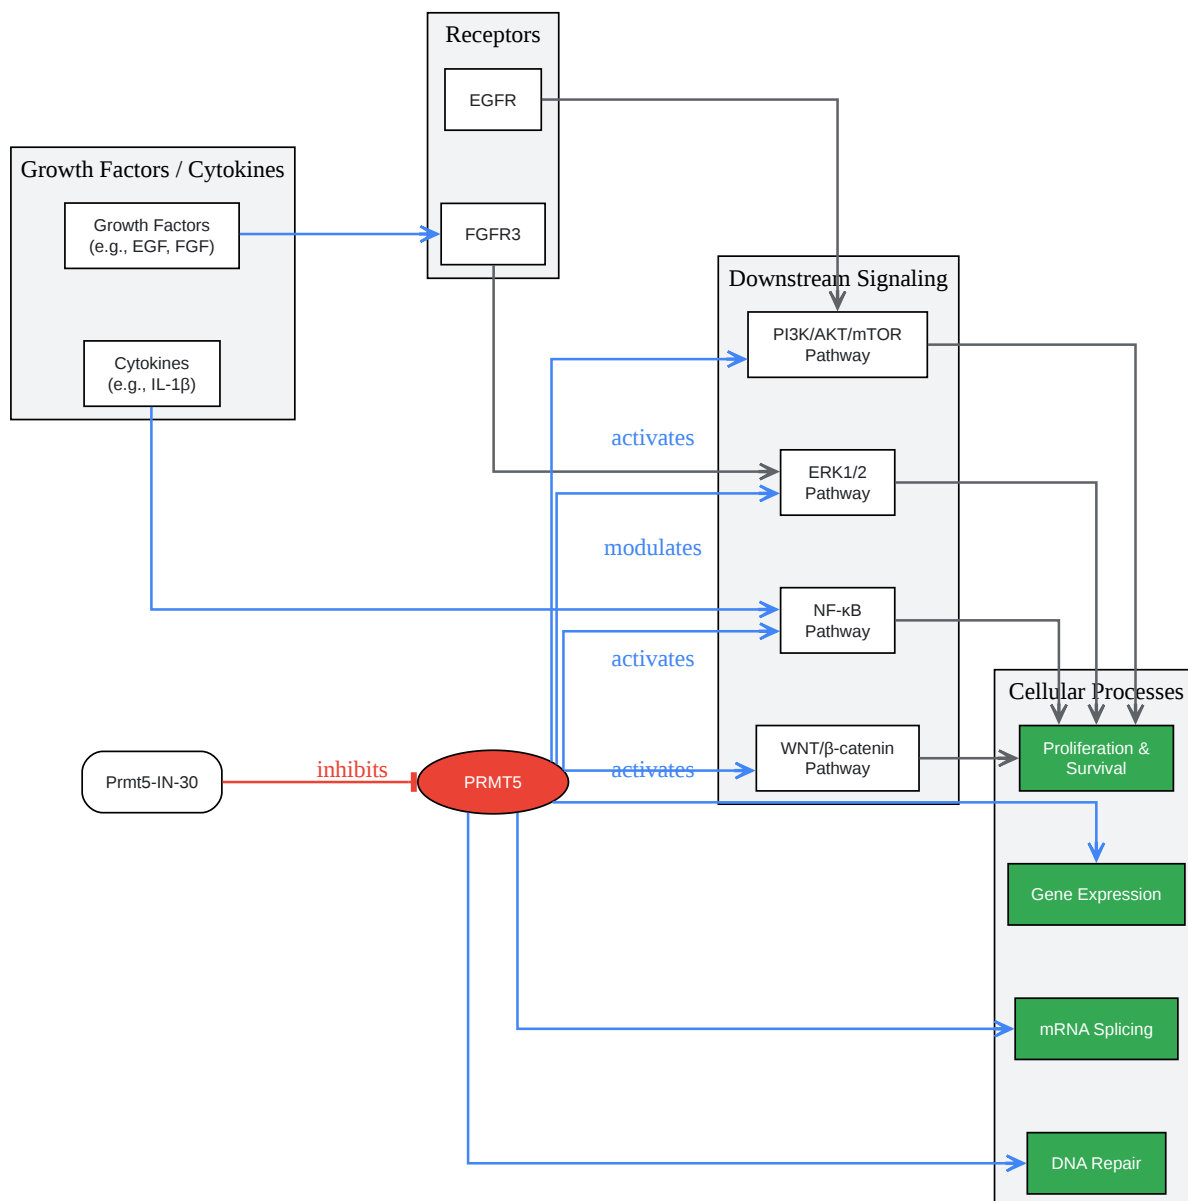 Receptors
EGFR
FGFR3
Growth Factors / Cytokines
Growth Factors
(e.g., EGF, FGF)
Cytokines
(e.g., IL-1β)
Downstream Signaling
PI3K/AKT/mTOR
Pathway
activates
ERK1/2
Pathway
modulates
NF-κB
Pathway
activates
WNT/β-catenin
Pathway
activates
Prmt5-IN-30
inhibits
PRMT5
Cellular Processes
Proliferation &
Survival
Gene Expression
mRNA Splicing
DNA Repair